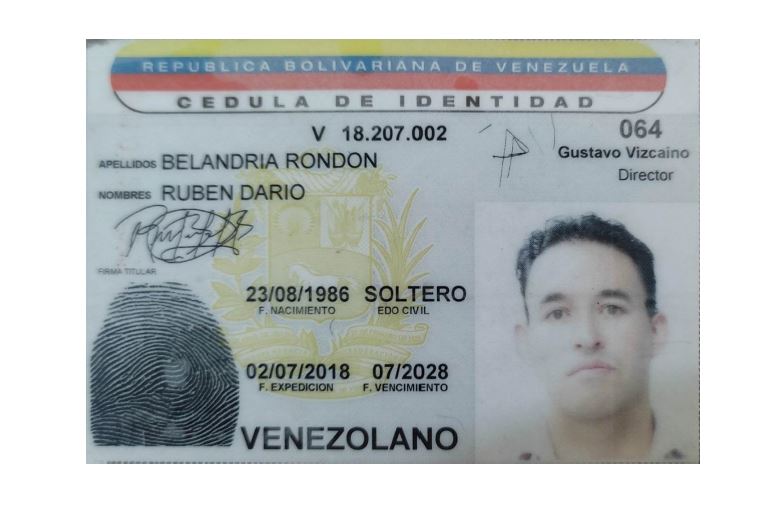 REPUBLICA BOLIVARIANA DE VENEZUELA
CEDULA DE IDENTIDAD
V 18.207.002
064
Gustavo Vizcaino
Director
APELLIDOS BELANDRIA RONDON
NOMBRES RUBEN DARIO
FIRMA TITULAR
23/08/1986 SOLTERO
F. NACIMIENTO EDO CIVIL
02/07/2018 07/2028
F. EXPEDICION F. VENCIMIENTO
VENEZOLANO